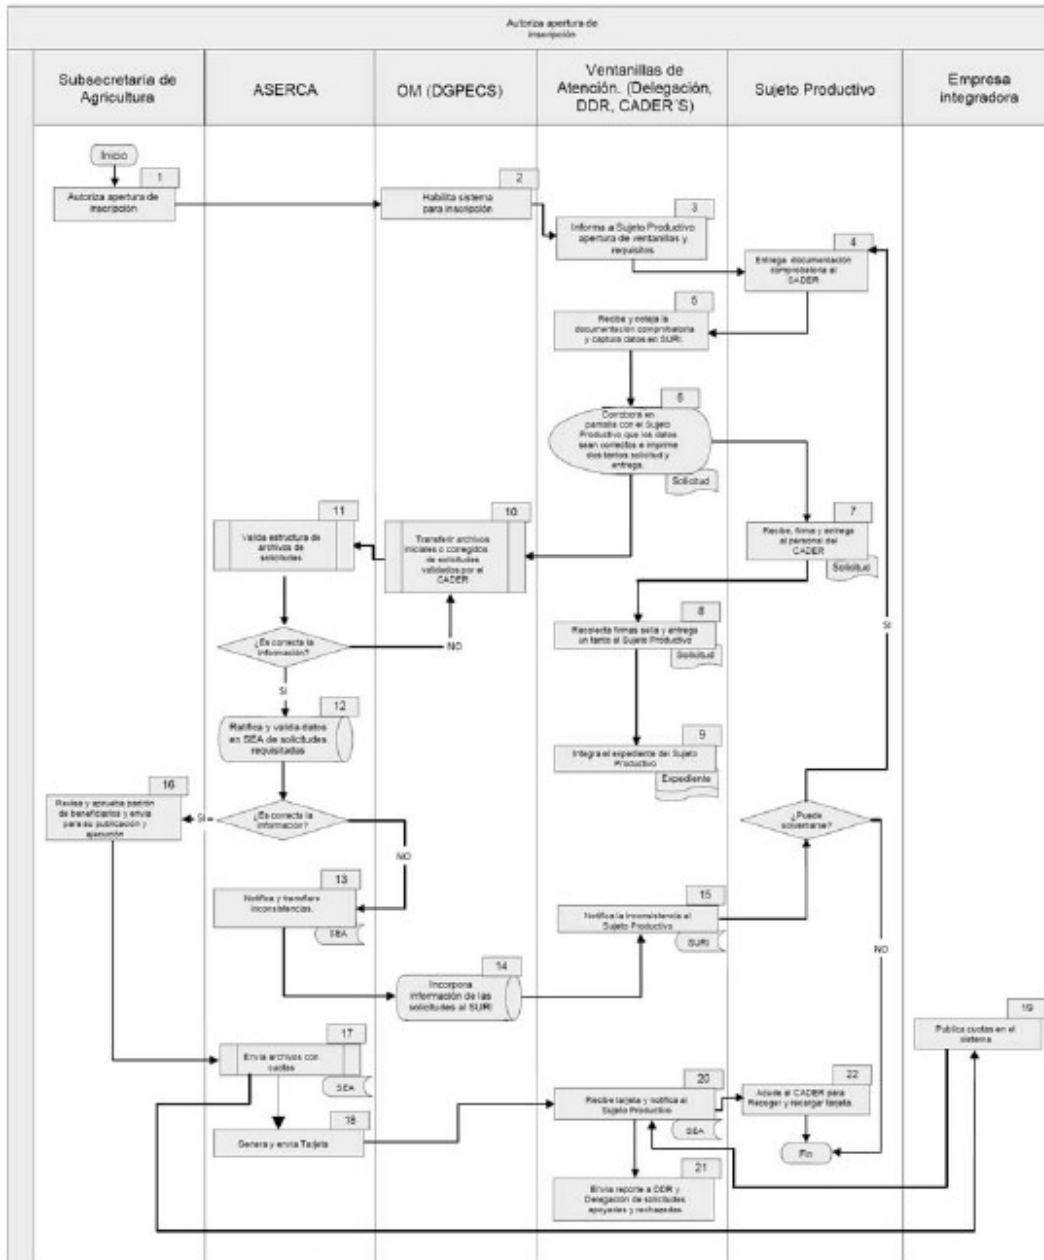 Autoriza apertura de
inscripción
Subsecretaria de
Agricultura
ASERCA
OM (DGPECS)
Ventanillas de
Atención. (Delegación,
DDR, CADER´S)
Sujeto Productivo
Empresa
integradora
Inicio
1
Autoriza apertura de
inscripción
2
Habilita sistema
para inscripción
3
Informa a Sujeto Productivo
apertura de ventanillas y
requisitos
4
Entrega documentación
comprobatoria al
CADER
5
Recibe y coteja la
documentación comprobatoria
y captura datos en SURI.
6
Corrobora en
pantalla con el Sujeto
Productivo que los datos
sean correctos e imprime
dos tantos solicitud y
entrega.
Solicitud
7
Recibe, firma y entrega
al personal del
CADER
Solicitud
8
Recolecta firmas sella y entrega
un tanto al Sujeto Productivo
Solicitud
9
Integra el expediente del Sujeto
Productivo
Expediente
10
Transferir archivos
iniciales o corregidos
de solicitudes
validados por el
CADER
11
Valida estructura de
archivos de
solicitudes
¿Es correcta la
información?
NO
SI
12
Ratifica y valida datos
en SEA de solicitudes
requisitadas
¿Es correcta la
información?
SI
NO
16
Revisa y aprueba padrón
de beneficiarios y envía
para su publicación y
ejecución
13
Notifica y transfiere
inconsistencias.
SEA
14
Incorpora
información de las
solicitudes al SURI
15
Notifica la inconsistencia al
Sujeto Productivo
SURI
¿Puede
solventarse?
SI
NO
17
Envía archivos con
cuotas
SEA
18
Genera y envía Tarjeta
19
Publica cuotas en el
sistema
20
Recibe tarjeta y notifica al
Sujeto Productivo
SEA
21
Envía reporte a DDR y
Delegación de solicitudes
apoyadas y rechazadas
22
Acude al CADER para
Recoger y recargar tarjeta.
Fin